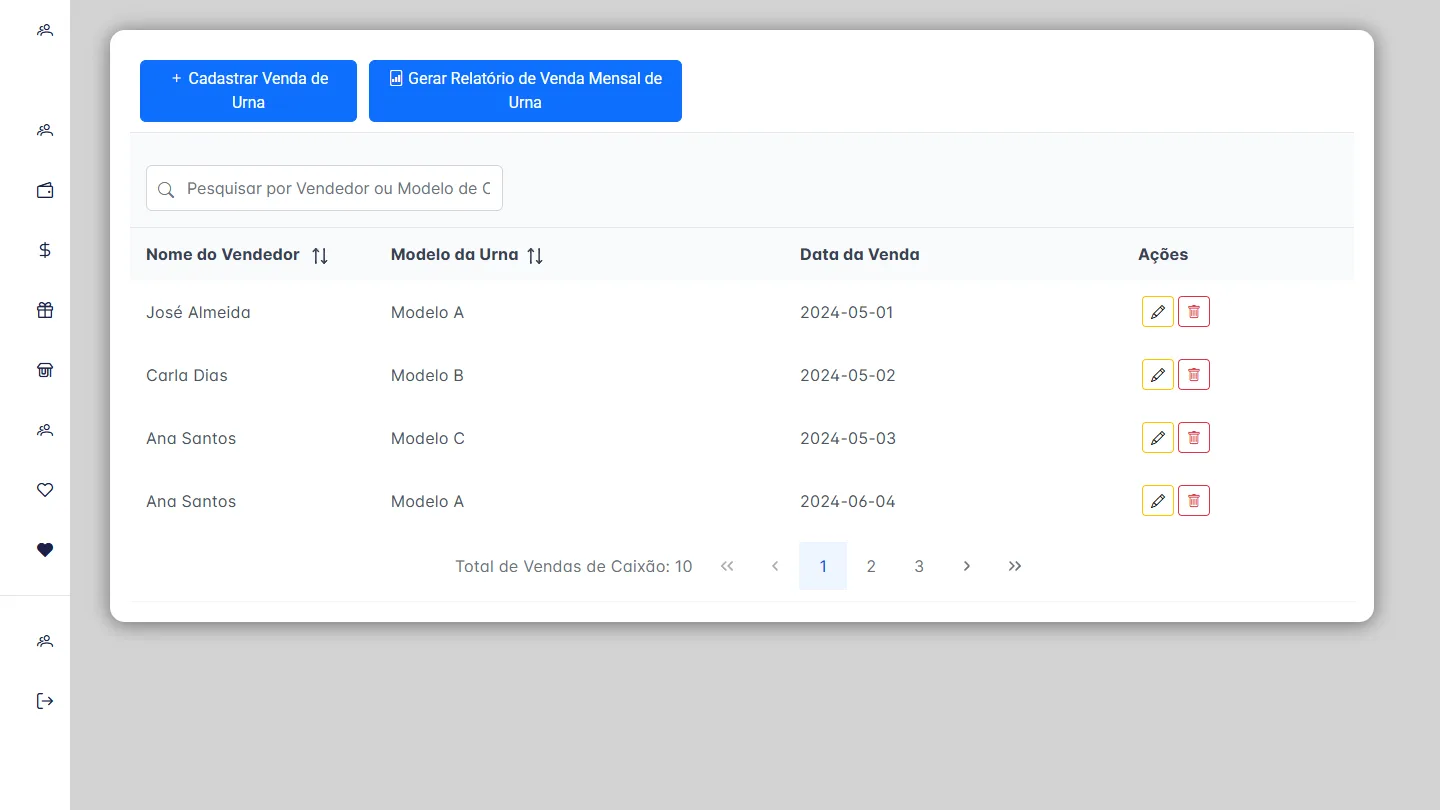 + Cadastrar Venda de
Urna
Gerar Relatório de Venda Mensal de
Urna
Pesquisar por Vendedor ou Modelo de C
Nome do Vendedor Modelo da Urna Data da Venda Ações
José Almeida Modelo A 2024-05-01
Carla Dias Modelo B 2024-05-02
Ana Santos Modelo C 2024-05-03
Ana Santos Modelo A 2024-06-04
Total de Vendas de Caixão: 10 « ‹ 1 2 3 › »